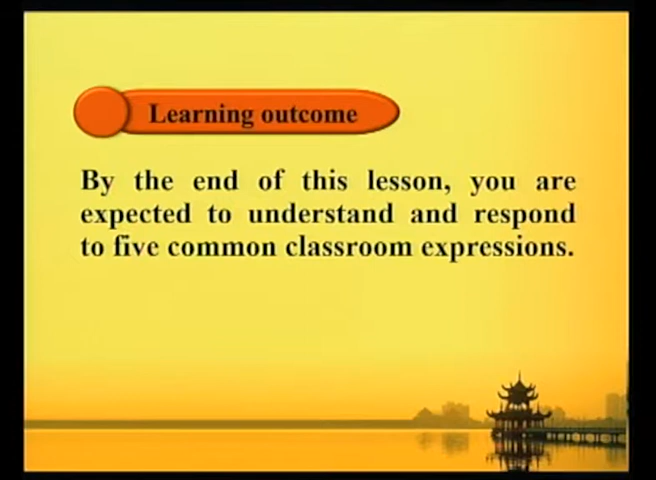 Learning outcome
By the end of this lesson, you are
expected to understand and respond
to five common classroom expressions.